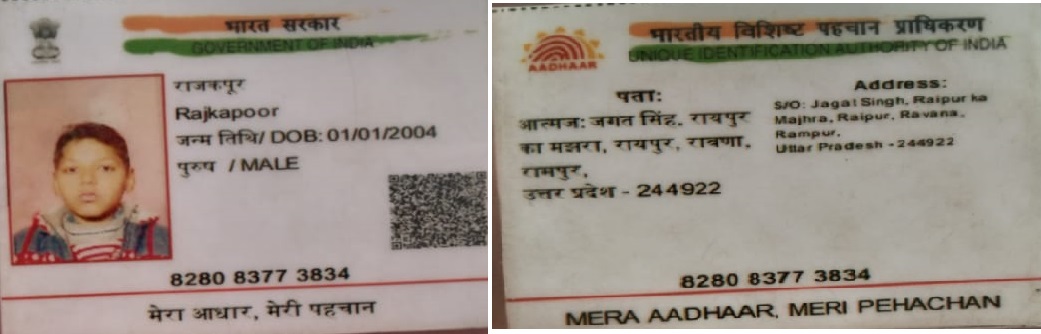 भारत सरकार
GOVERNMENT OF INDIA
राजकपूर
Rajkapoor
जन्म तिथि/ DOB: 01/01/2004
पुरुष / MALE
8280 8377 3834
मेरा आधार, मेरी पहचान
भारतीय विशिष्ट पहचान प्राधिकरण
UNIQUE IDENTIFICATION AUTHORITY OF INDIA
AADHAAR
पता:
आत्मज: जगत सिंह, रायपुर
का मझरा, रायपुर, रावणा,
रामपुर,
उत्तर प्रदेश - 244922
Address:
S/O: Jagat Singh, Raipur ka
Majhra, Raipur, Ravana,
Rampur,
Uttar Pradesh - 244922
8280 8377 3834
MERA AADHAAR, MERI PEHACHAN